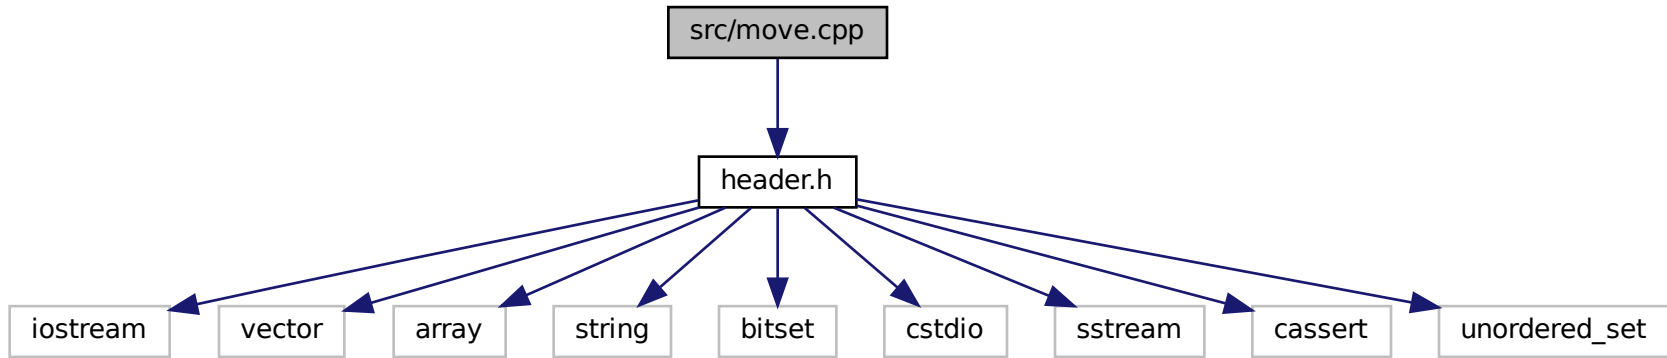 src/move.cpp
header.h
iostream
vector
array
string
bitset
cstdio
sstream
cassert
unordered_set